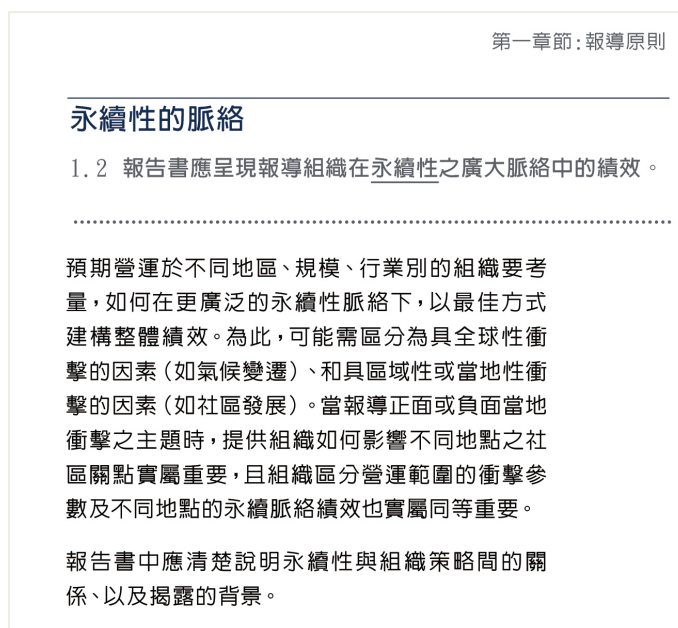 第一章節:報導原則
永續性的脈絡
1.2 報告書應呈現報導組織在永續性之廣大脈絡中的績效。
預期營運於不同地區、規模、行業別的組織要考
量,如何在更廣泛的永續性脈絡下,以最佳方式
建構整體績效。為此,可能需區分為具全球性衝
擊的因素(如氣候變遷)、和具區域性或當地性衝
擊的因素(如社區發展)。當報導正面或負面當地
衝擊之主題時,提供組織如何影響不同地點之社
區關點實屬重要,且組織區分營運範圍的衝擊參
數及不同地點的永續脈絡績效也實屬同等重要。
報告書中應清楚說明永續性與組織策略間的關
係、以及揭露的背景。